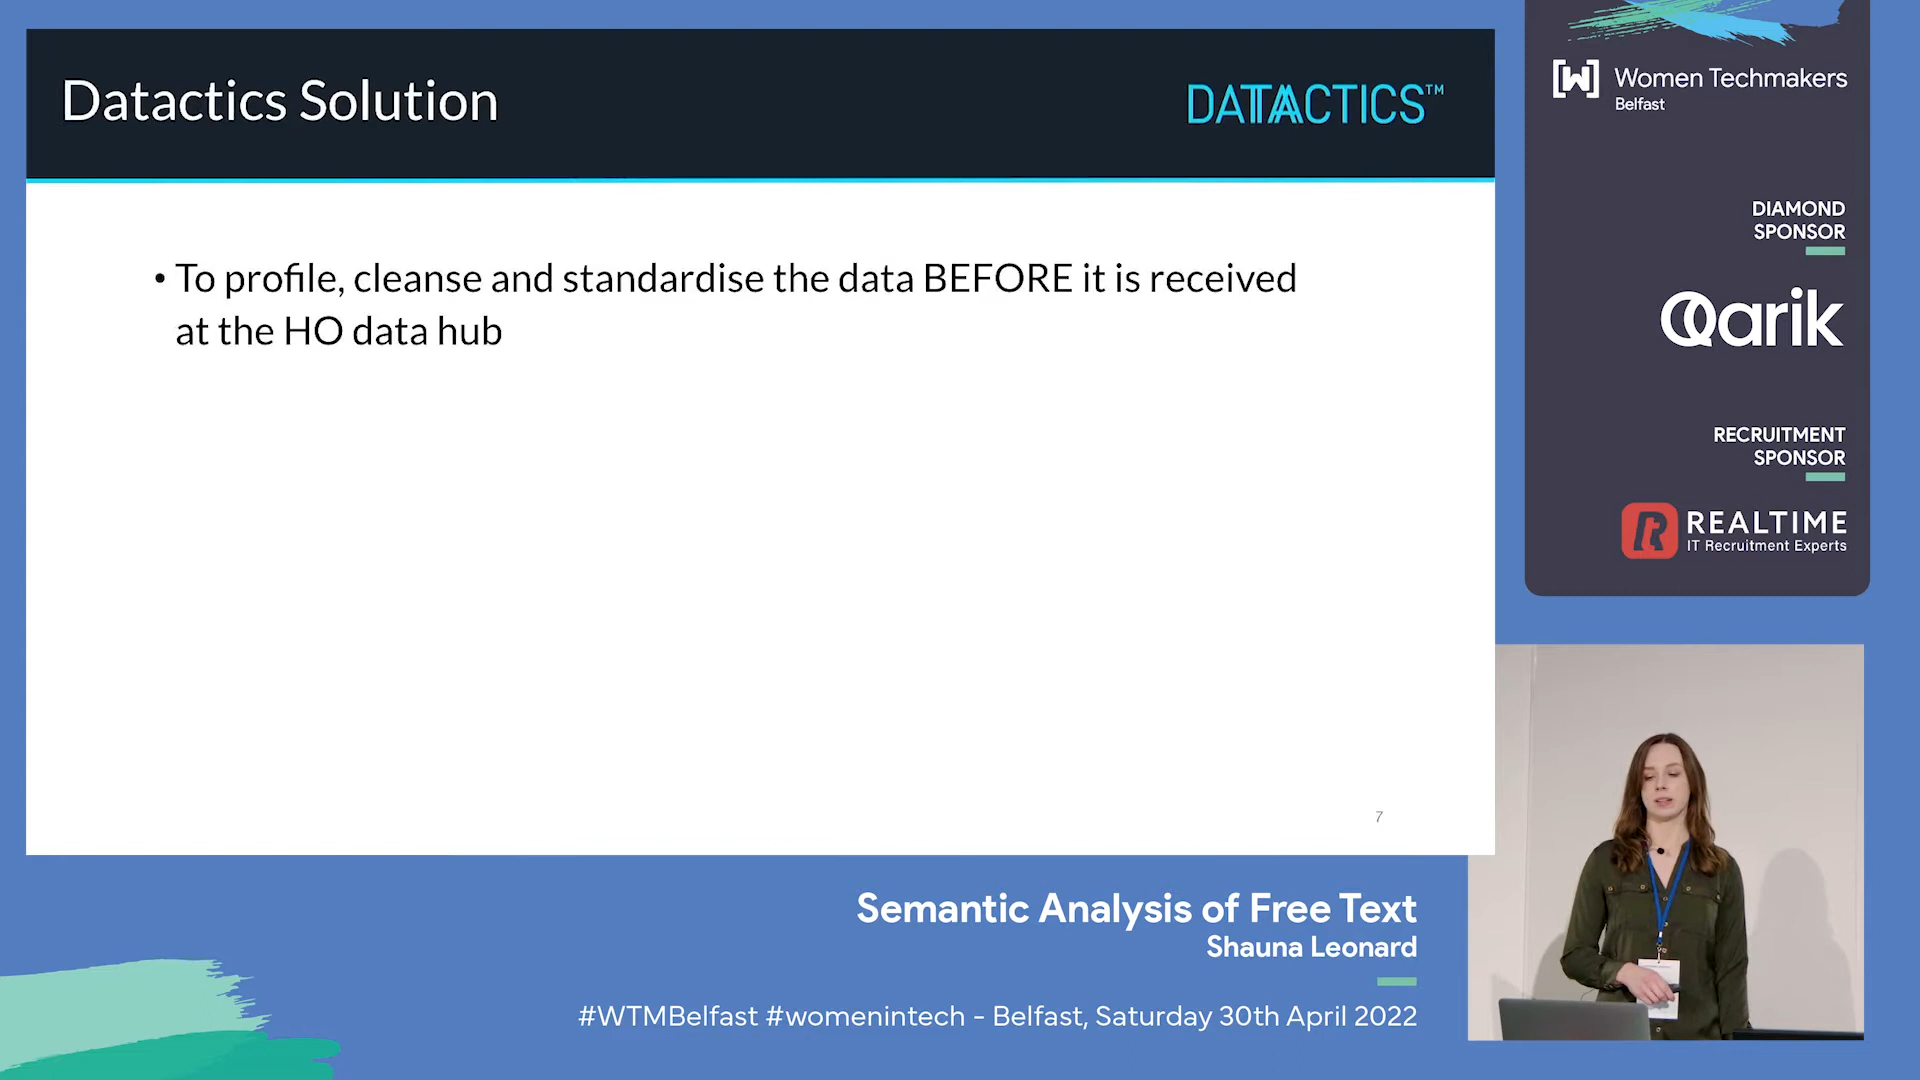 Datactics Solution
DATACTICS™
• To profile, cleanse and standardise the data BEFORE it is received
at the HO data hub
7
Women Techmakers
Belfast
DIAMOND
SPONSOR
Qarik
RECRUITMENT
SPONSOR
REALTIME
IT Recruitment Experts
Semantic Analysis of Free Text
Shauna Leonard
#WTMBelfast #womenintech - Belfast, Saturday 30th April 2022